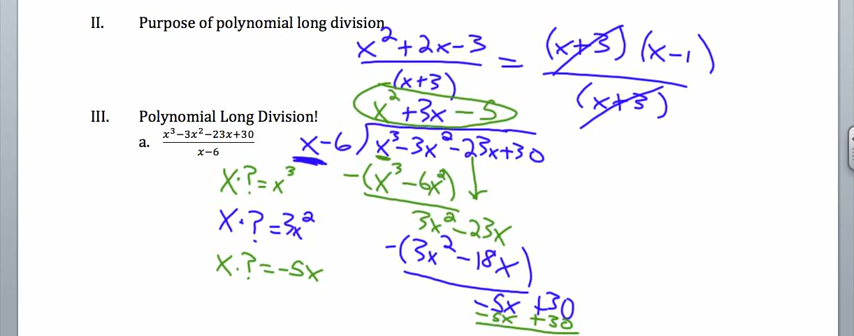 II. Purpose of polynomial long division
x² + 2x - 3 / (x+3) = (x+3) (x-1) / (x+3)
x² + 3x - 5
III. Polynomial Long Division!
a. x³−3x²−23x+30 / x−6
x - 6 ) x³ - 3x² - 23x + 30
x·? = x³
-(x³ - 6x²) ↓
x·? = 3x²
3x² - 23x
-(3x² - 18x)
x·? = -5x
-5x + 30
-5x + 30